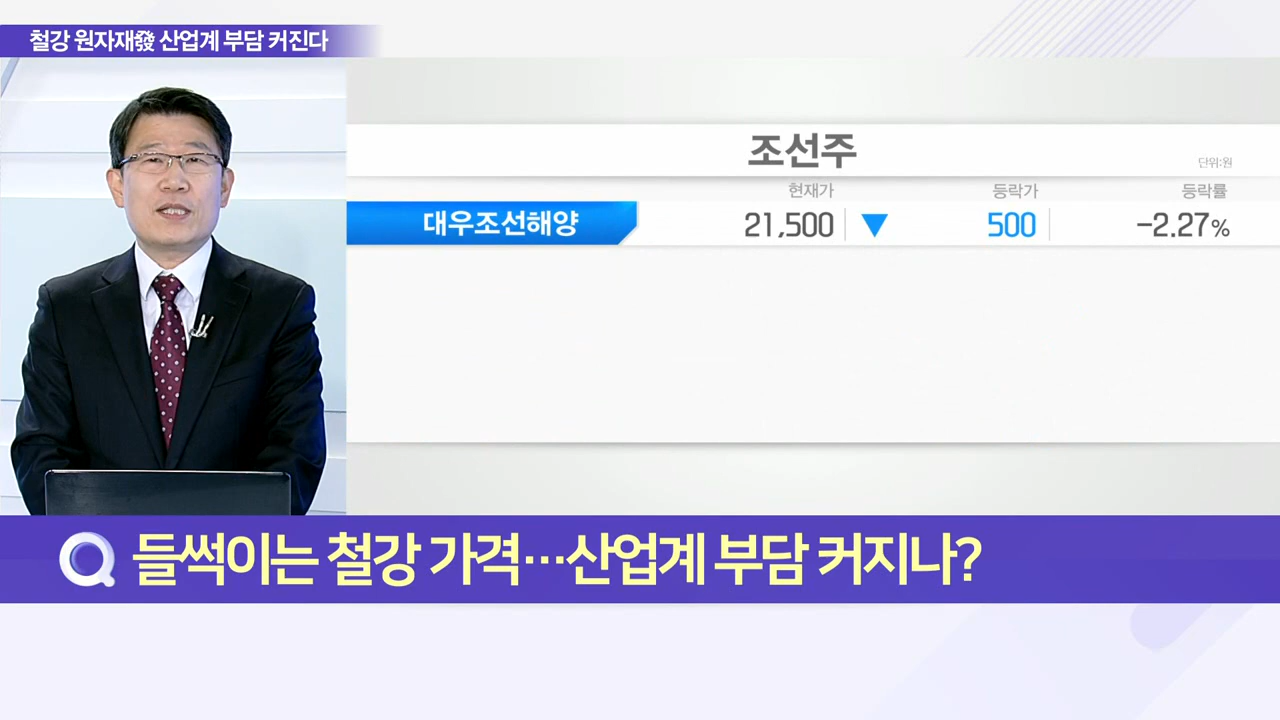 철강 원자재發 산업계 부담 커진다
조선주
단위:원
현재가 등락가 등락률
대우조선해양 21,500 ▼ 500 -2.27%
Q 들썩이는 철강 가격…산업계 부담 커지나?